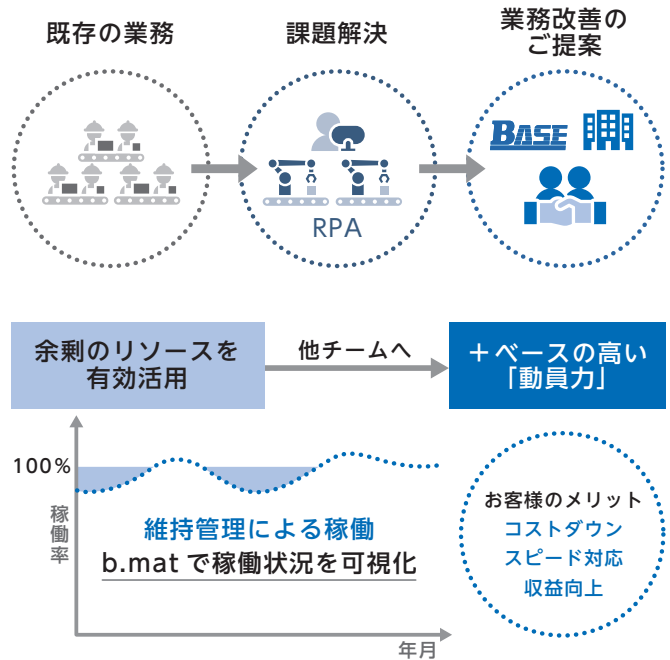 既存の業務
課題解決
業務改善の
ご提案
RPA
BASE
余剰のリソースを
有効活用
他チームへ
＋ベースの高い
「動員力」
100%
稼働率
維持管理による稼働
b.mat で稼働状況を可視化
年月
お客様のメリット
コストダウン
スピード対応
収益向上